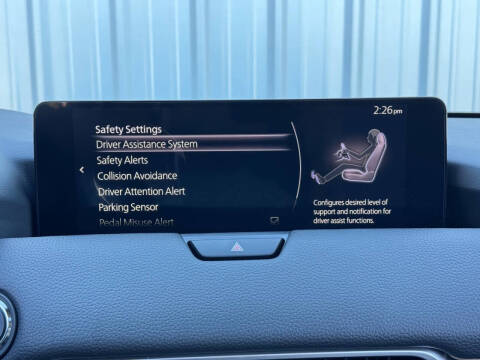 2:26pm
Safety Settings
Driver Assistance System
Safety Alerts
Collision Avoidance
Driver Attention Alert
Parking Sensor
Pedal Misuse Alert
Configures desired level of
support and notification for
driver assist functions.